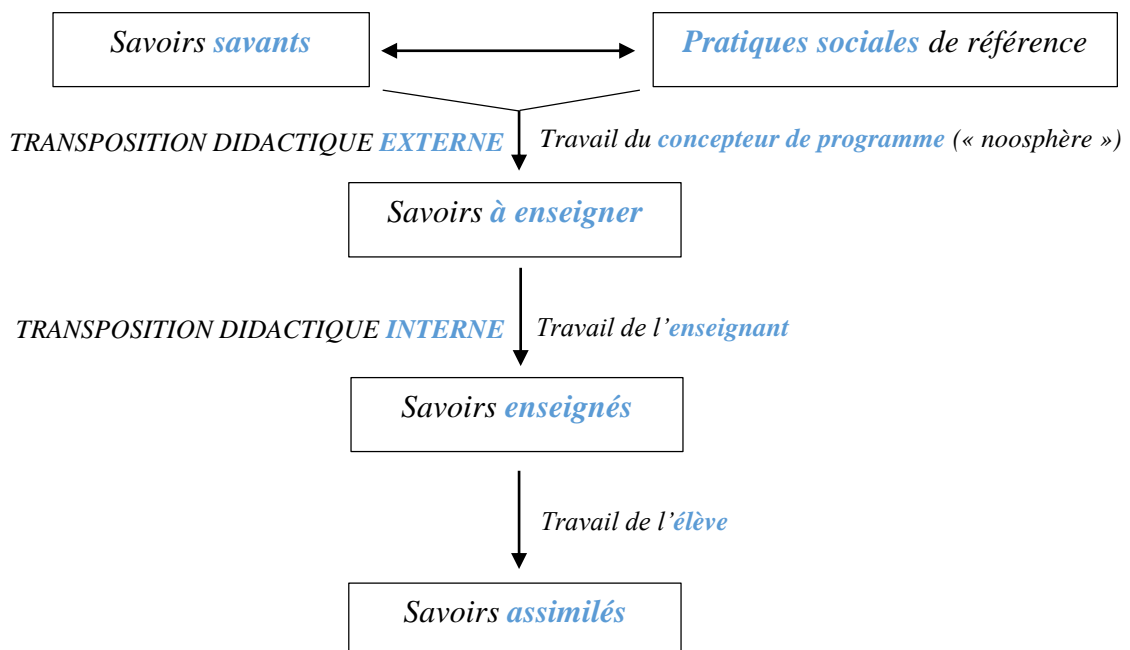 Savoirs savants
Pratiques sociales de référence
TRANSPOSITION DIDACTIQUE EXTERNE
Travail du concepteur de programme (« noosphère »)
Savoirs à enseigner
TRANSPOSITION DIDACTIQUE INTERNE
Travail de l’enseignant
Savoirs enseignés
Travail de l’élève
Savoirs assimilés